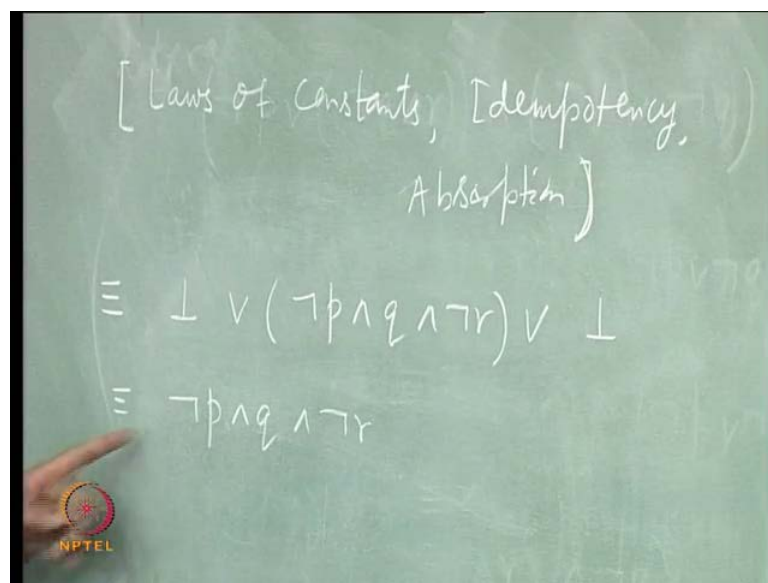 [Laws of Constants, Idempotency,
Absorption]
≡ ⊥ ∨ (¬p ∧ q ∧ ¬r) ∨ ⊥
≡ ¬p ∧ q ∧ ¬r
NPTEL